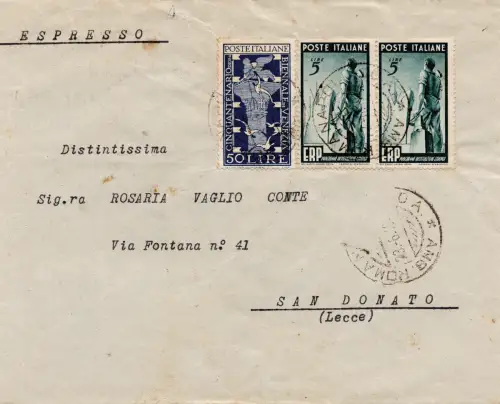 ESPRESSO
POSTE ITALIANE
CINQUANTENARIO DELLA
BIENNALE DI VENEZIA
50 LIRE
POSTE ITALIANE
LIRE
5
ERP
POSTE ITALIANE
LIRE
5
ERP
Distintissima
Sig.ra ROSARIA VAGLIO CONTE
Via Fontana n° 41
SAN DONATO
(Lecce)